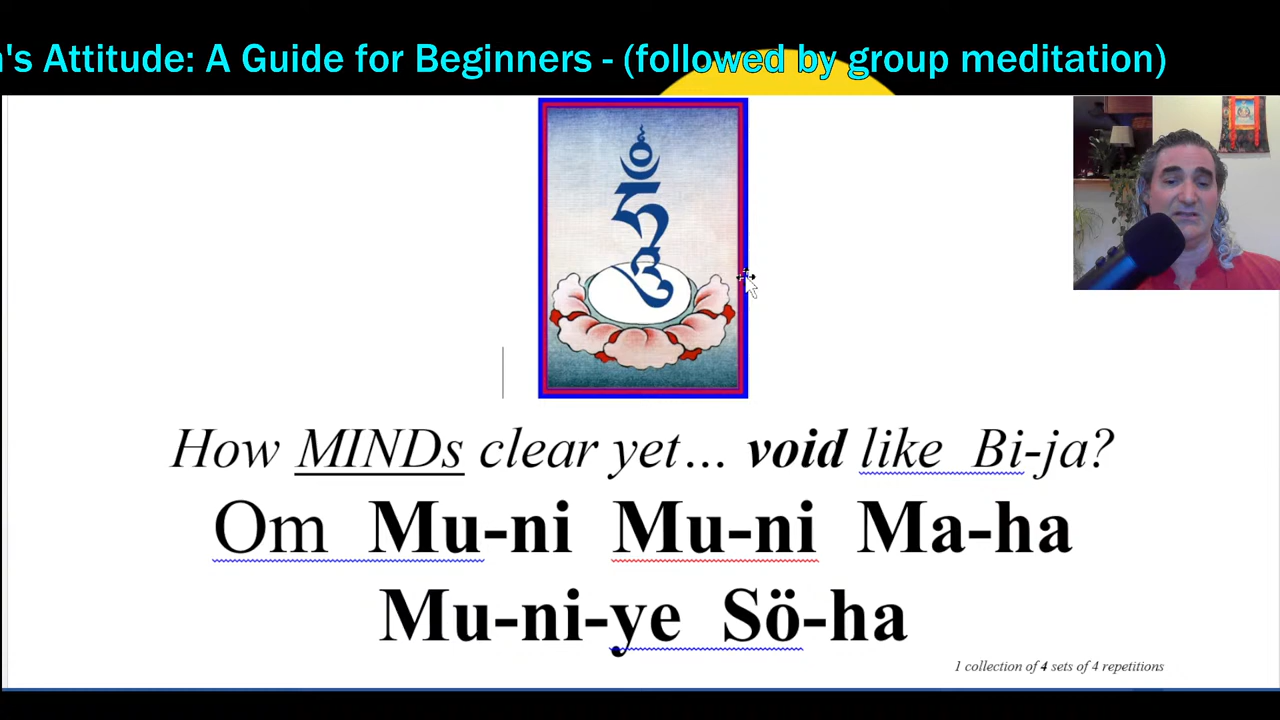 's Attitude: A Guide for Beginners - (followed by group meditation)
How MINDs clear yet… void like Bi-ja?
Om Mu-ni Mu-ni Ma-ha
Mu-ni-ye Sö-ha
1 collection of 4 sets of 4 repetitions